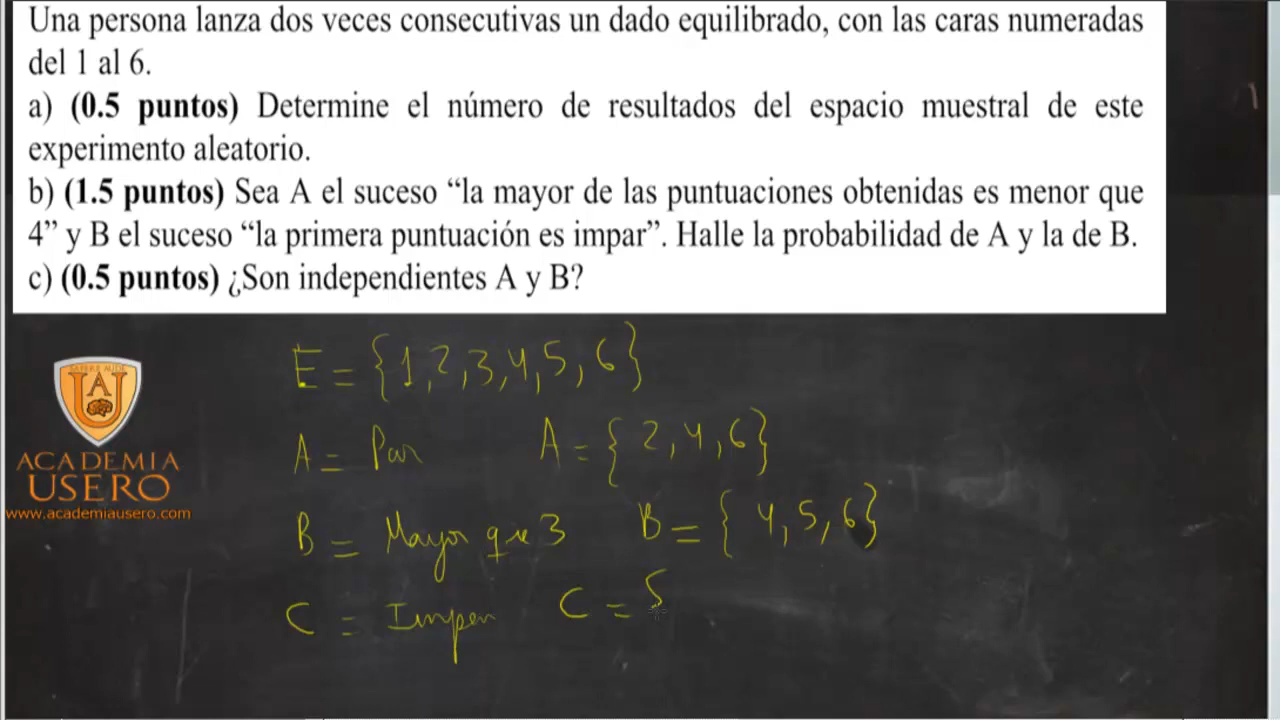 Una persona lanza dos veces consecutivas un dado equilibrado, con las caras numeradas
del 1 al 6.
a) (0.5 puntos) Determine el número de resultados del espacio muestral de este
experimento aleatorio.
b) (1.5 puntos) Sea A el suceso “la mayor de las puntuaciones obtenidas es menor que
4” y B el suceso “la primera puntuación es impar”. Halle la probabilidad de A y la de B.
c) (0.5 puntos) ¿Son independientes A y B?
E = {1,2,3,4,5,6}
A = Par A = {2,4,6}
B = Mayor que 3 B = {4,5,6}
C = Impar C =
UA
ACADEMIA
USERO
www.academiausero.com